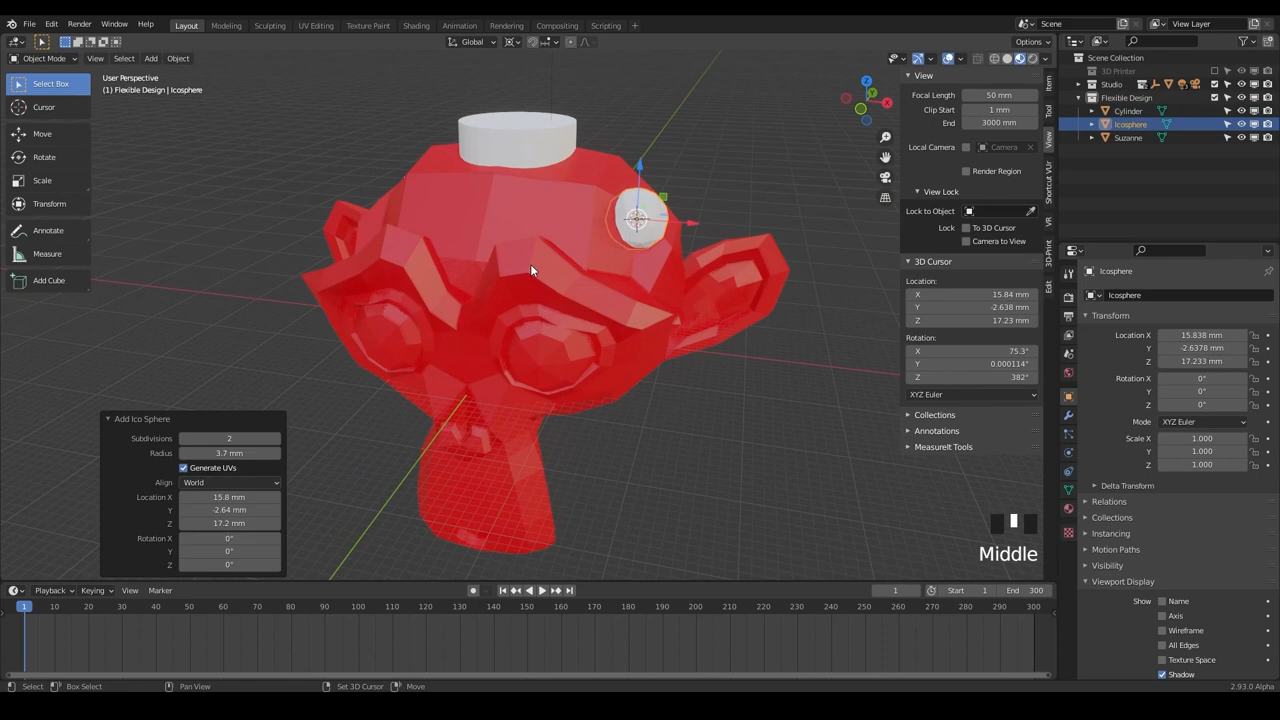 File Edit Render Window Help Layout Modeling Sculpting UV Editing Texture Paint Shading Animation Rendering Compositing Scripting + Scene View Layer
Global Options
Object Mode View Select Add Object
User Perspective
(1) Flexible Design | Icosphere
Select Box
Cursor
Move
Rotate
Scale
Transform
Annotate
Measure
Add Cube
Z
Y
X
View
Focal Length 50 mm
Clip Start 1 mm
End 3000 mm
Local Camera Camera
Render Region
View Lock
Lock to Object
Lock To 3D Cursor
Camera to View
3D Cursor
Location:
X 15.84 mm
Y -2.638 mm
Z 17.23 mm
Rotation:
X 75.3°
Y 0.000114°
Z 382°
XYZ Euler
Collections
Annotations
MeasureIt Tools
Item
Tool
View
Shortcut VUr
VR
3D-Print
Edit
Scene Collection
3D Printer
Studio
Flexible Design
Cylinder
Icosphere
Suzanne
Icosphere
Icosphere
Transform
Location X 15.838 mm
Y -2.6378 mm
Z 17.233 mm
Rotation X 0°
Y 0°
Z 0°
Mode XYZ Euler
Scale X 1.000
Y 1.000
Z 1.000
Delta Transform
Relations
Collections
Instancing
Motion Paths
Visibility
Viewport Display
Show Name
Axis
Wireframe
All Edges
Texture Space
Shadow
Add Ico Sphere
Subdivisions 2
Radius 3.7 mm
Generate UVs
Align World
Location X 15.8 mm
Y -2.64 mm
Z 17.2 mm
Rotation X 0°
Y 0°
Z 0°
Middle
Playback Keying View Marker 1 Start 1 End 300
1 10 20 30 40 50 60 70 80 90 100 110 120 130 140 150 160 170 180 190 200 210 220 230 240 250 260 270 280 290 300
Select Box Select Pan View Set 3D Cursor Move 2.93.0 Alpha